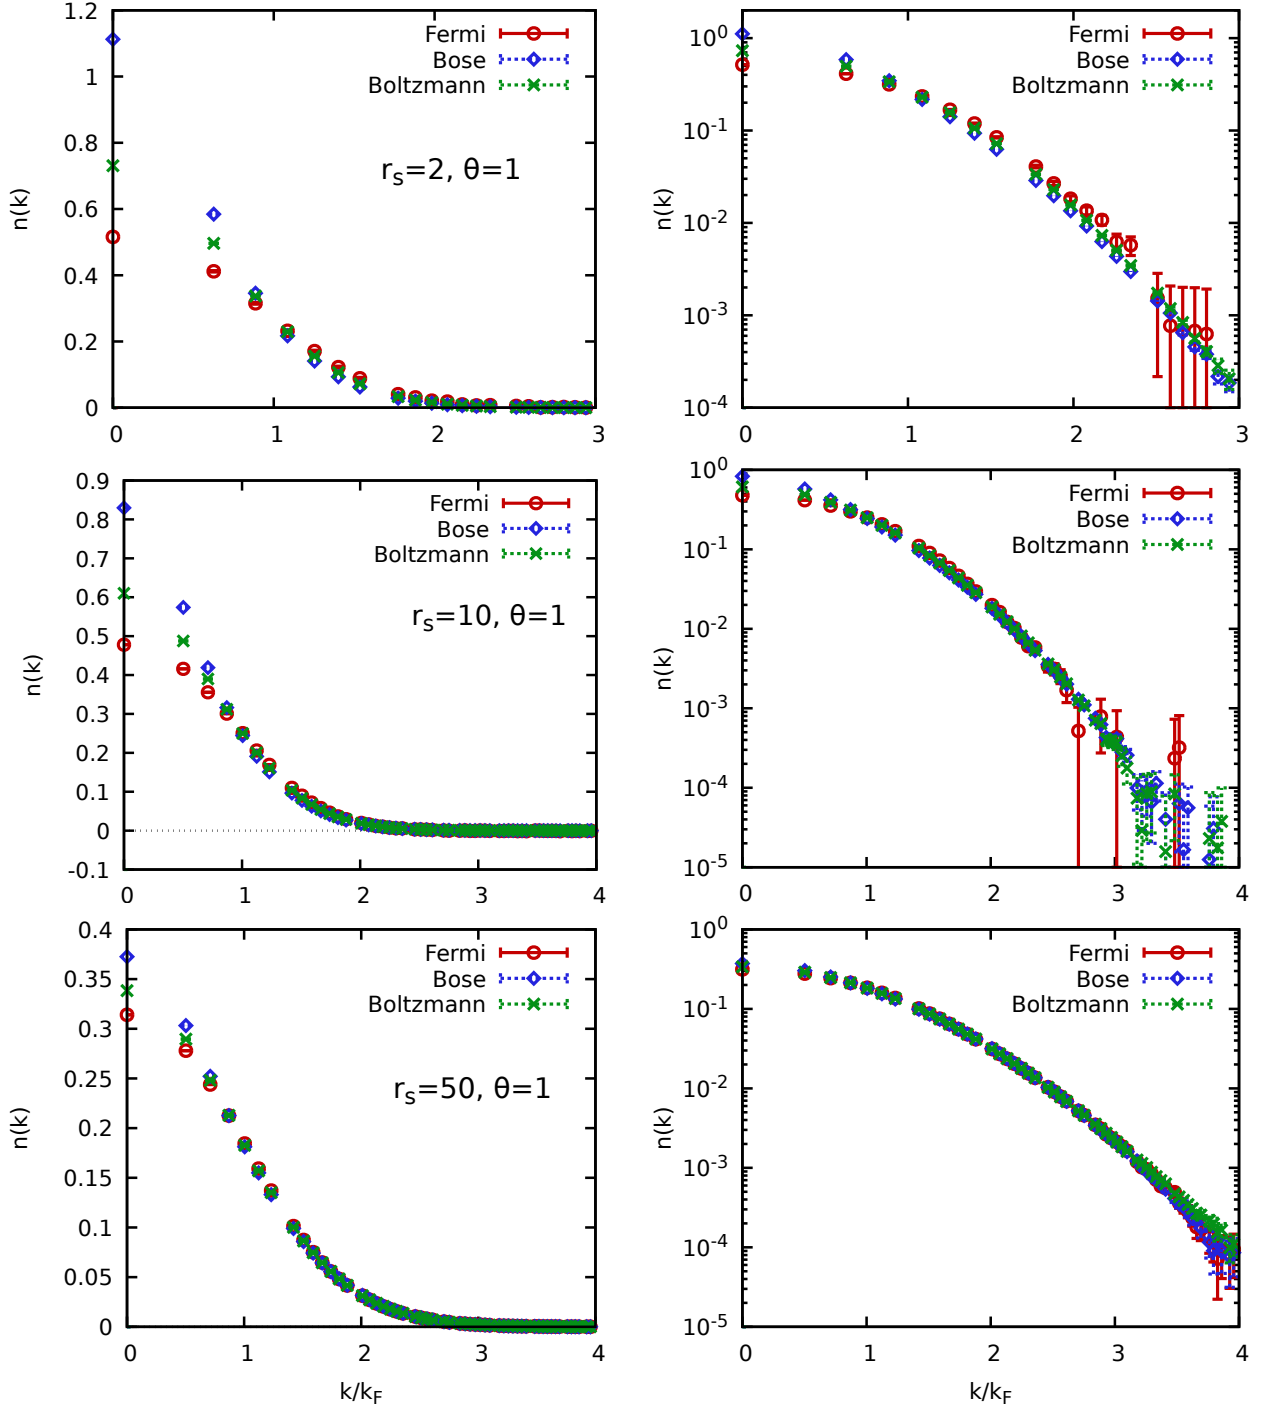 1.2
1
0.8
0.6
0.4
0.2
0
n(k)
Fermi
Bose
Boltzmann
r_s=2, θ=1
0 1 2 3
10^0
10^-1
10^-2
10^-3
10^-4
n(k)
Fermi
Bose
Boltzmann
0 1 2 3
0.9
0.8
0.7
0.6
0.5
0.4
0.3
0.2
0.1
0
-0.1
n(k)
Fermi
Bose
Boltzmann
r_s=10, θ=1
0 1 2 3 4
10^0
10^-1
10^-2
10^-3
10^-4
10^-5
n(k)
Fermi
Bose
Boltzmann
0 1 2 3 4
0.4
0.35
0.3
0.25
0.2
0.15
0.1
0.05
0
n(k)
Fermi
Bose
Boltzmann
r_s=50, θ=1
0 1 2 3 4
k/k_F
10^0
10^-1
10^-2
10^-3
10^-4
10^-5
n(k)
Fermi
Bose
Boltzmann
0 1 2 3 4
k/k_F